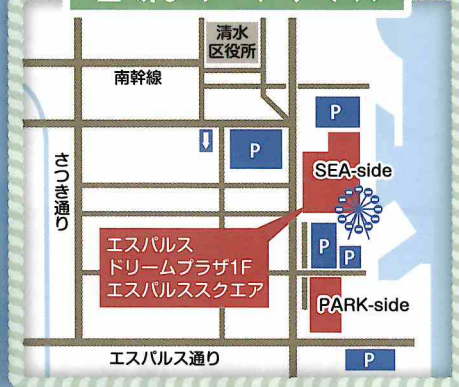 清水
区役所
南幹線
P
P
SEA-side
さつき通り
エスパルス
ドリームプラザ1F
エスパルススクエア
P
P
PARK-side
エスパルス通り
P